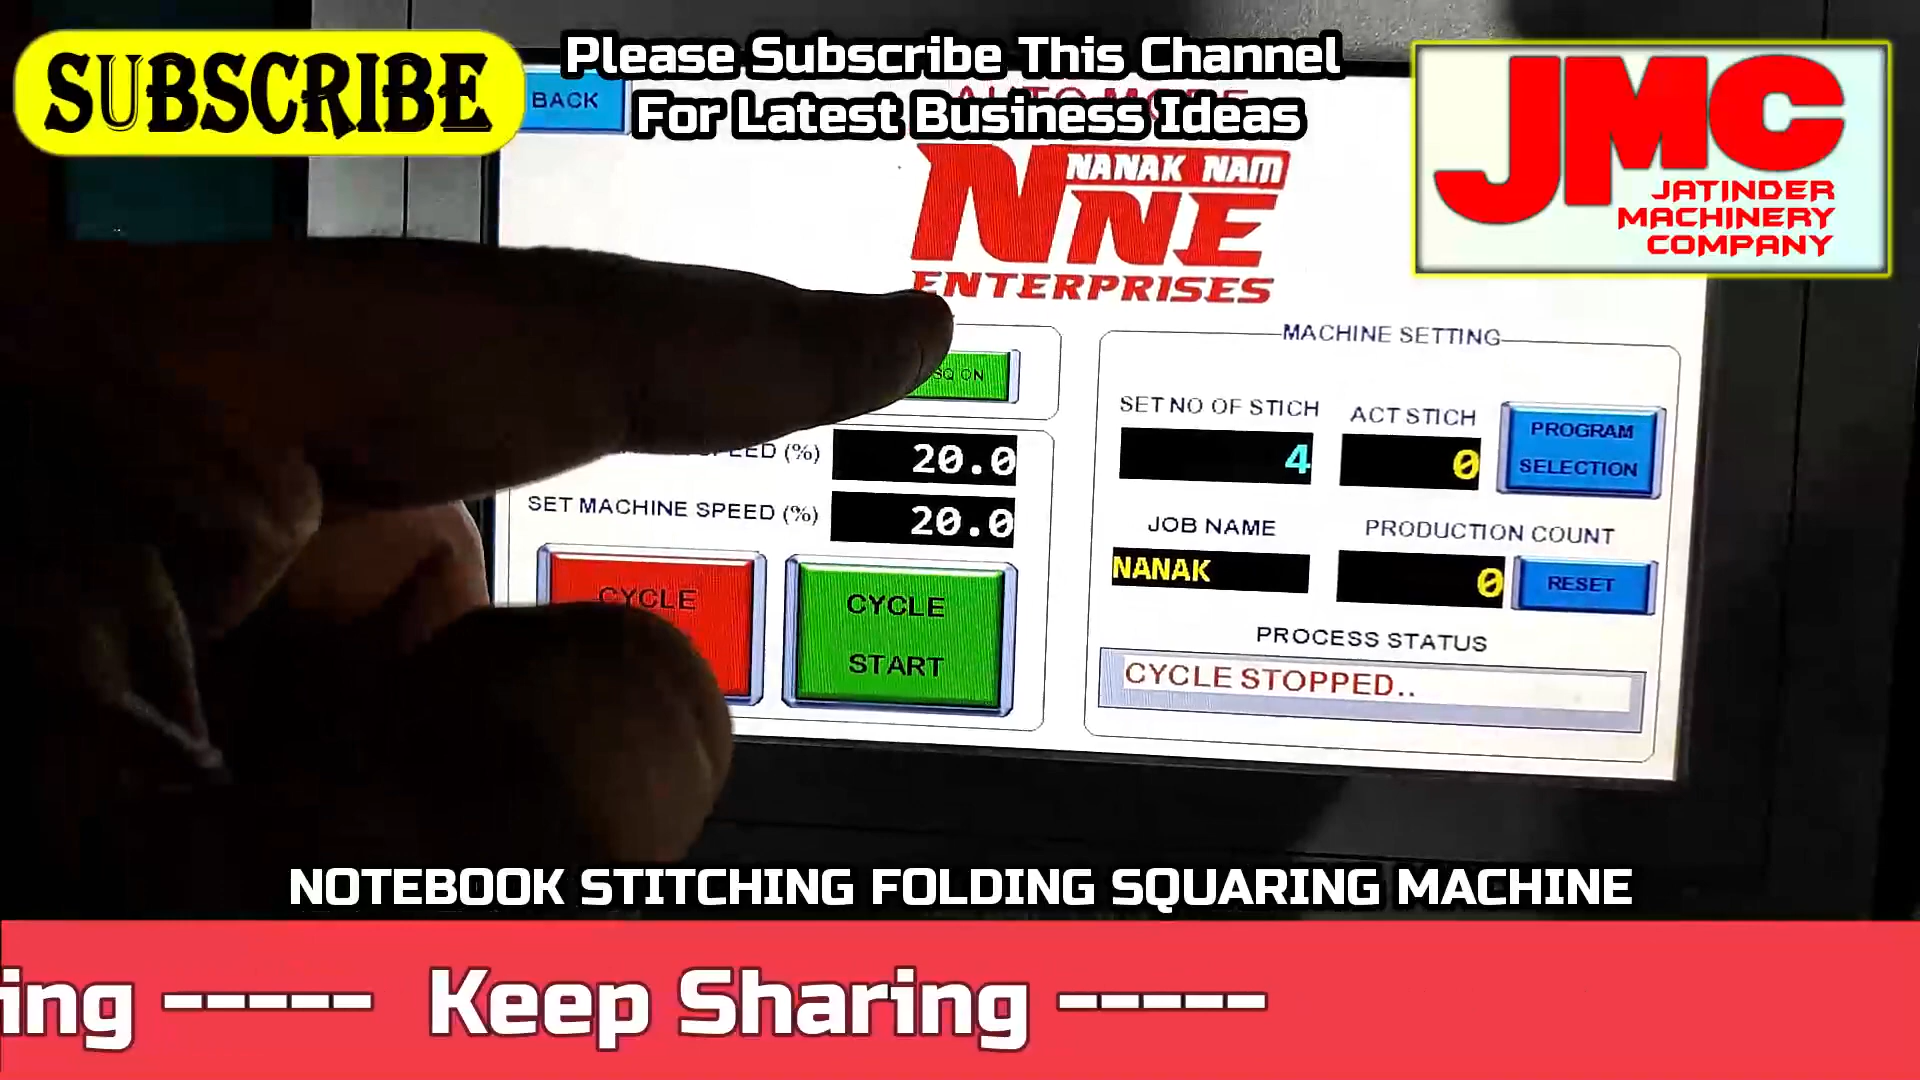 SUBSCRIBE
Please Subscribe This Channel
For Latest Business Ideas
JMC
JATINDER
MACHINERY
COMPANY
BACK
NANAK NAM
NNE
ENTERPRISES
SQ ON
MACHINE SETTING
SET NO OF STICH
ACT STICH
4
0
PROGRAM
SELECTION
(%)
20.0
SET MACHINE SPEED (%)
20.0
JOB NAME
PRODUCTION COUNT
NANAK
0
RESET
CYCLE
CYCLE
START
PROCESS STATUS
CYCLE STOPPED..
NOTEBOOK STITCHING FOLDING SQUARING MACHINE
ing ----- Keep Sharing -----